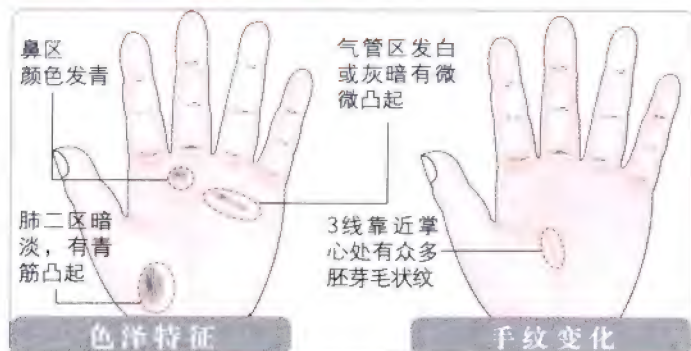 鼻区
颜色发青
气管区发白
或灰暗有微
微凸起
肺二区暗
淡，有青
筋凸起
3线靠近掌
心处有众多
胚芽毛状纹
色泽特征
手纹变化